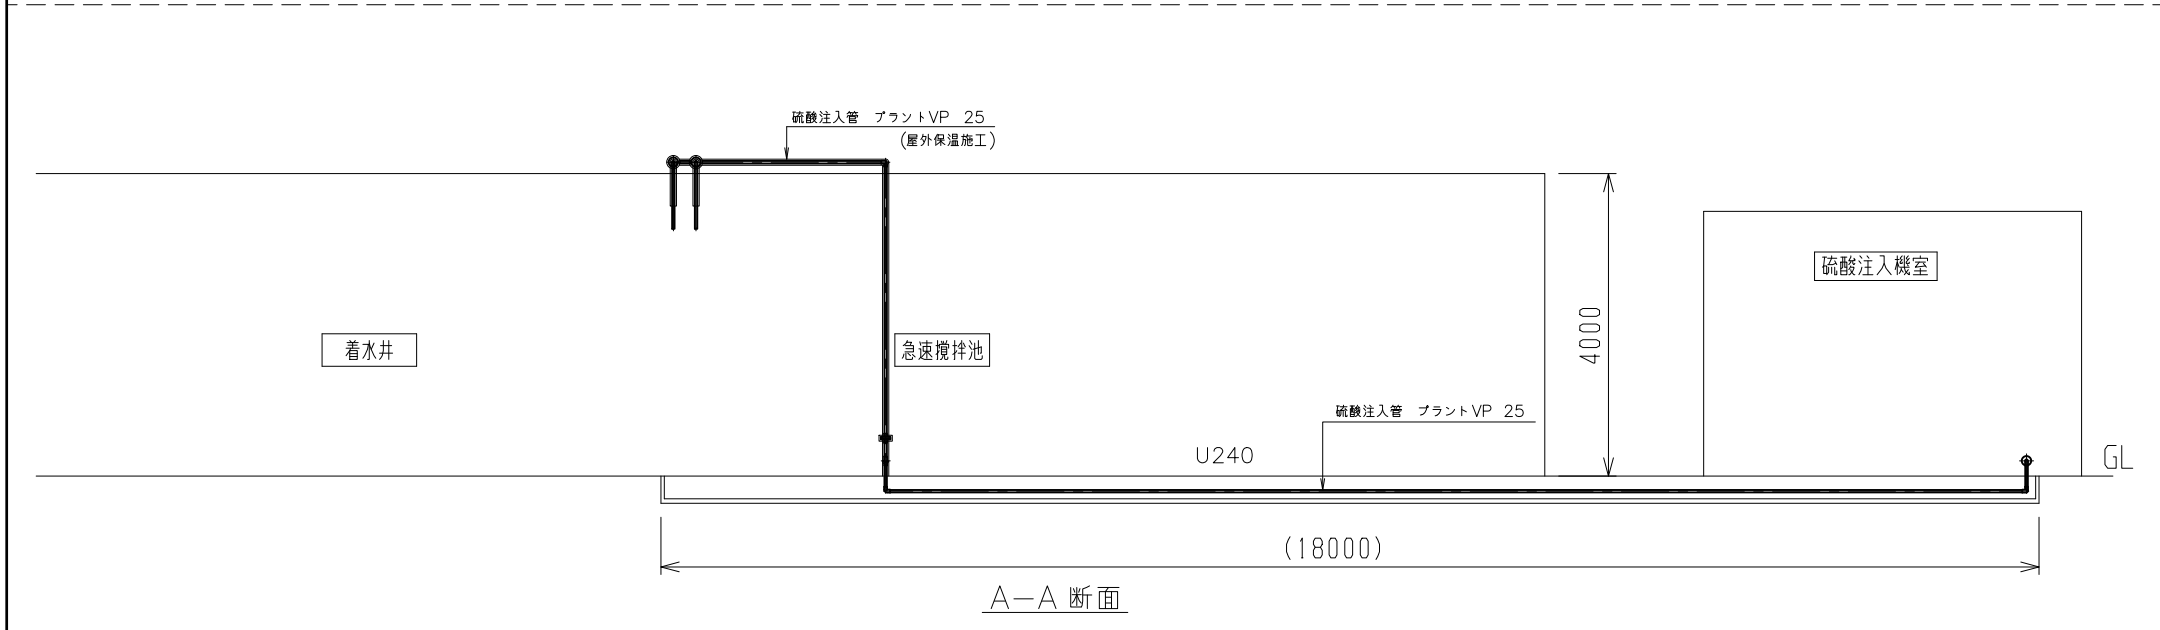 硫酸注入管 プラントVP 25
(屋外保温施工)
硫酸注入機室
着水井
急速撹拌池
4000
硫酸注入管 プラントVP 25
U240
GL
(18000)
A-A 断面